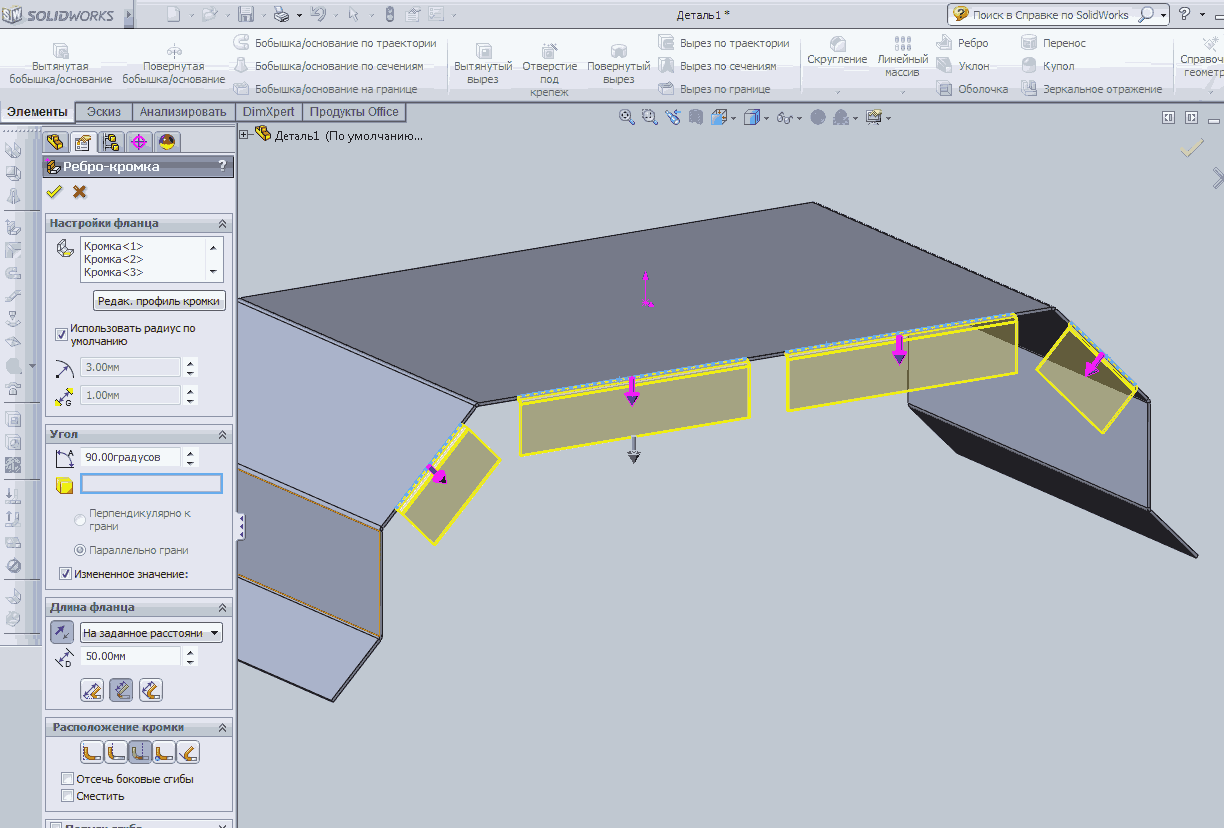 SOLIDWORKS
Деталь1 *
Поиск в Справке по SolidWorks
?
Вытянутая
бобышка/основание
Повернутая
бобышка/основание
Бобышка/основание по траектории
Бобышка/основание по сечениям
Бобышка/основание на границе
Вытянутый
вырез
Отверстие
под
крепеж
Повернутый
вырез
Вырез по траектории
Вырез по сечениям
Вырез по границе
Скругление
Линейный
массив
Ребро
Уклон
Оболочка
Перенос
Купол
Зеркальное отражение
Элементы
Эскиз
Анализировать
DimXpert
Продукты Office
Деталь1 (По умолчанию...
Ребро-кромка
?
Настройки фланца
Кромка<1>
Кромка<2>
Кромка<3>
Редак. профиль кромки
Использовать радиус по
умолчанию
3.00мм
1.00мм
Угол
90.00градусов
Перпендикулярно к
грани
Параллельно грани
Измененное значение:
Длина фланца
На заданное расстояни
50.00мм
Расположение кромки
Отсечь боковые сгибы
Сместить